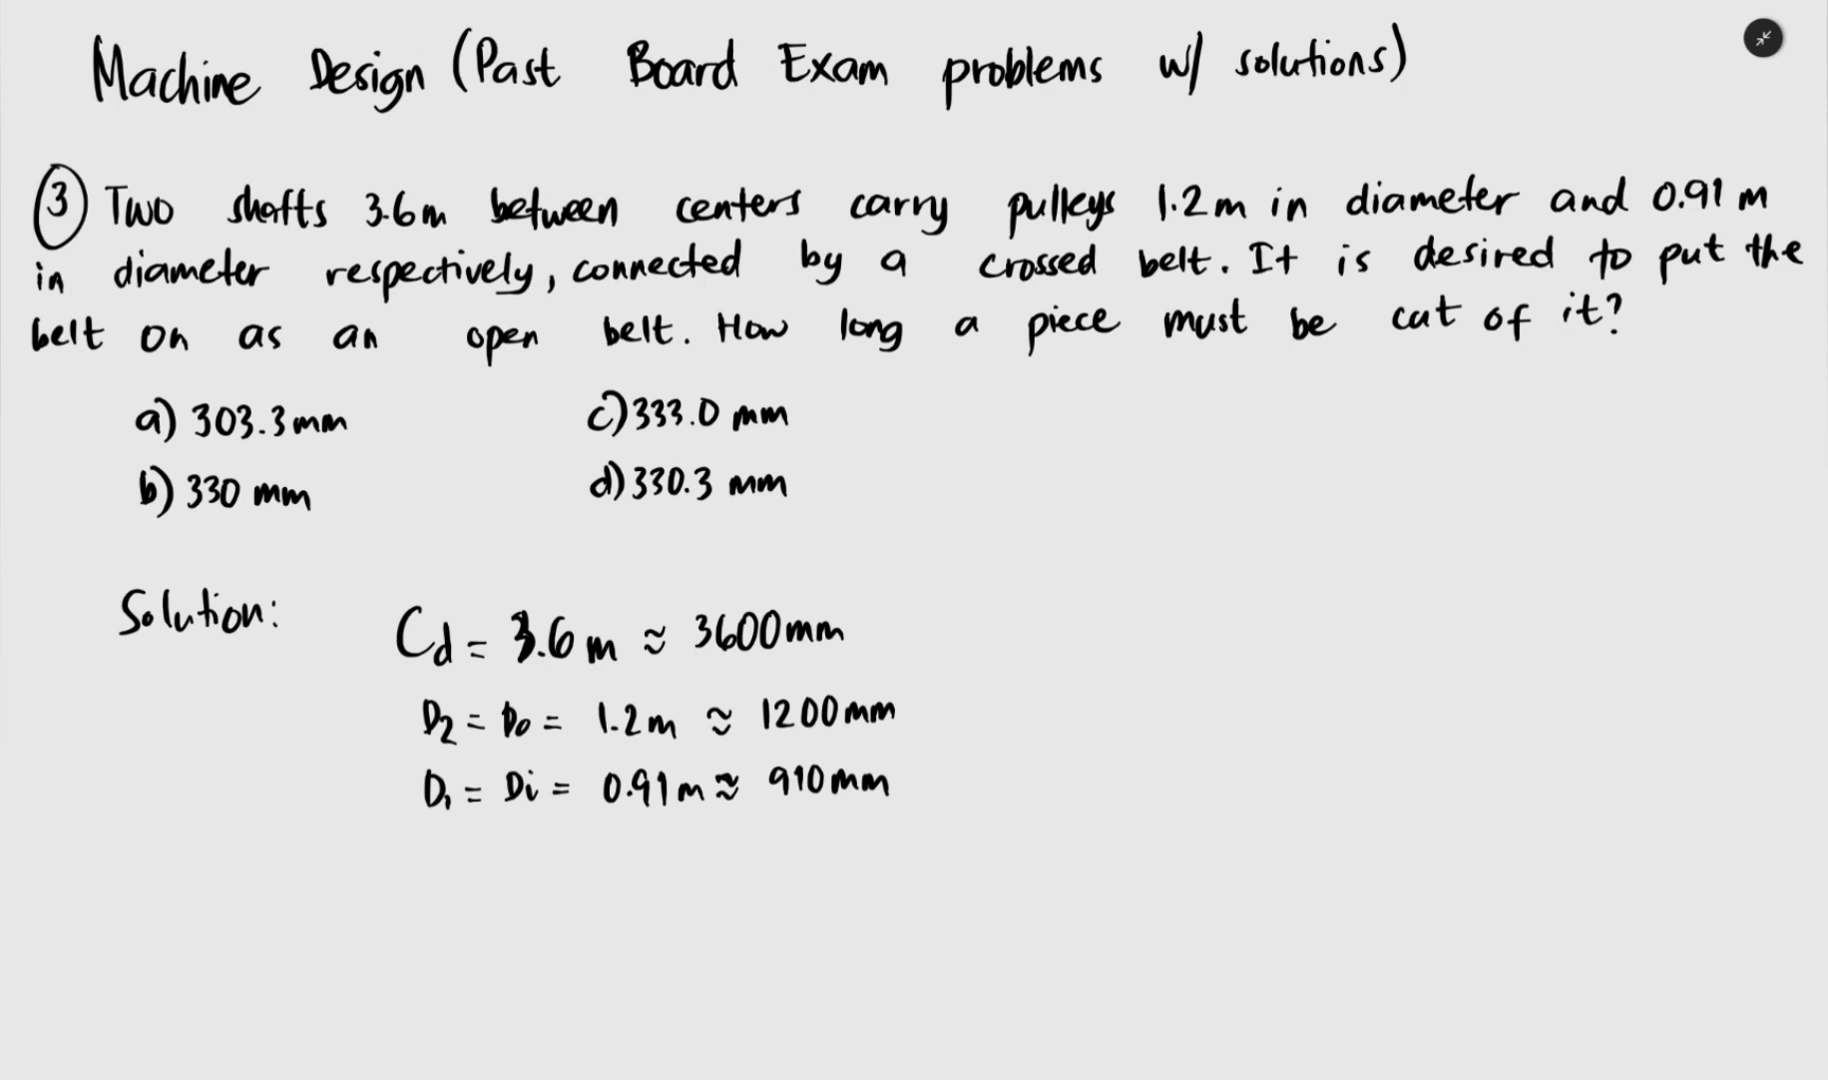 Machine Design (Past Board Exam problems w/ solutions)
③ Two shafts 3.6m between centers carry pulleys 1.2m in diameter and 0.91 m
in diameter respectively, connected by a crossed belt. It is desired to put the
belt on as an open belt. How long a piece must be cut of it?
a) 303.3mm c) 333.0 mm
b) 330 mm d) 330.3 mm
Solution: Cd = 3.6m ≈ 3600mm
D2 = Do = 1.2m ≈ 1200mm
D1 = Di = 0.91m ≈ 910mm